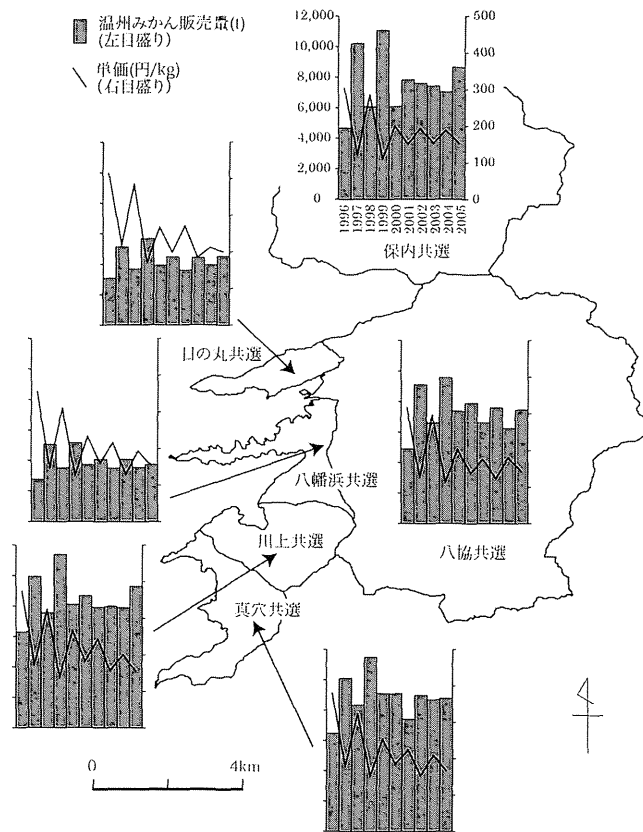 温州みかん販売量(t)
(左目盛り)
単価(円/kg)
(右目盛り)
12,000
10,000
8,000
6,000
4,000
2,000
0
500
400
300
200
100
0
1996
1997
1998
1999
2000
2001
2002
2003
2004
2005
保内共選
日の丸共選
八幡浜共選
川上共選
真穴共選
八協共選
0 4km